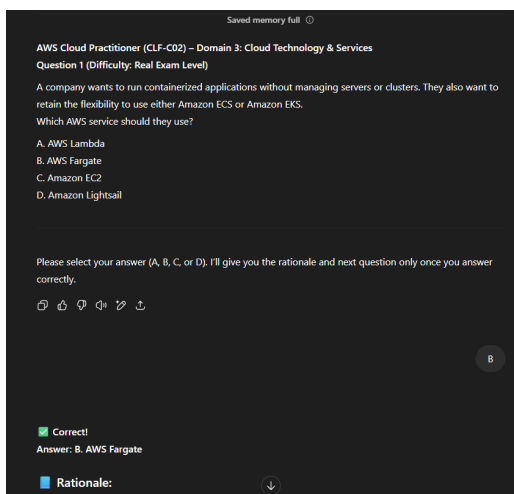 Saved memory full
AWS Cloud Practitioner (CLF-C02) – Domain 3: Cloud Technology & Services
Question 1 (Difficulty: Real Exam Level)
A company wants to run containerized applications without managing servers or clusters. They also want to
retain the flexibility to use either Amazon ECS or Amazon EKS.
Which AWS service should they use?
A. AWS Lambda
B. AWS Fargate
C. Amazon EC2
D. Amazon Lightsail
Please select your answer (A, B, C, or D). I'll give you the rationale and next question only once you answer
correctly.
B
✅ Correct!
Answer: B. AWS Fargate
📘 Rationale: